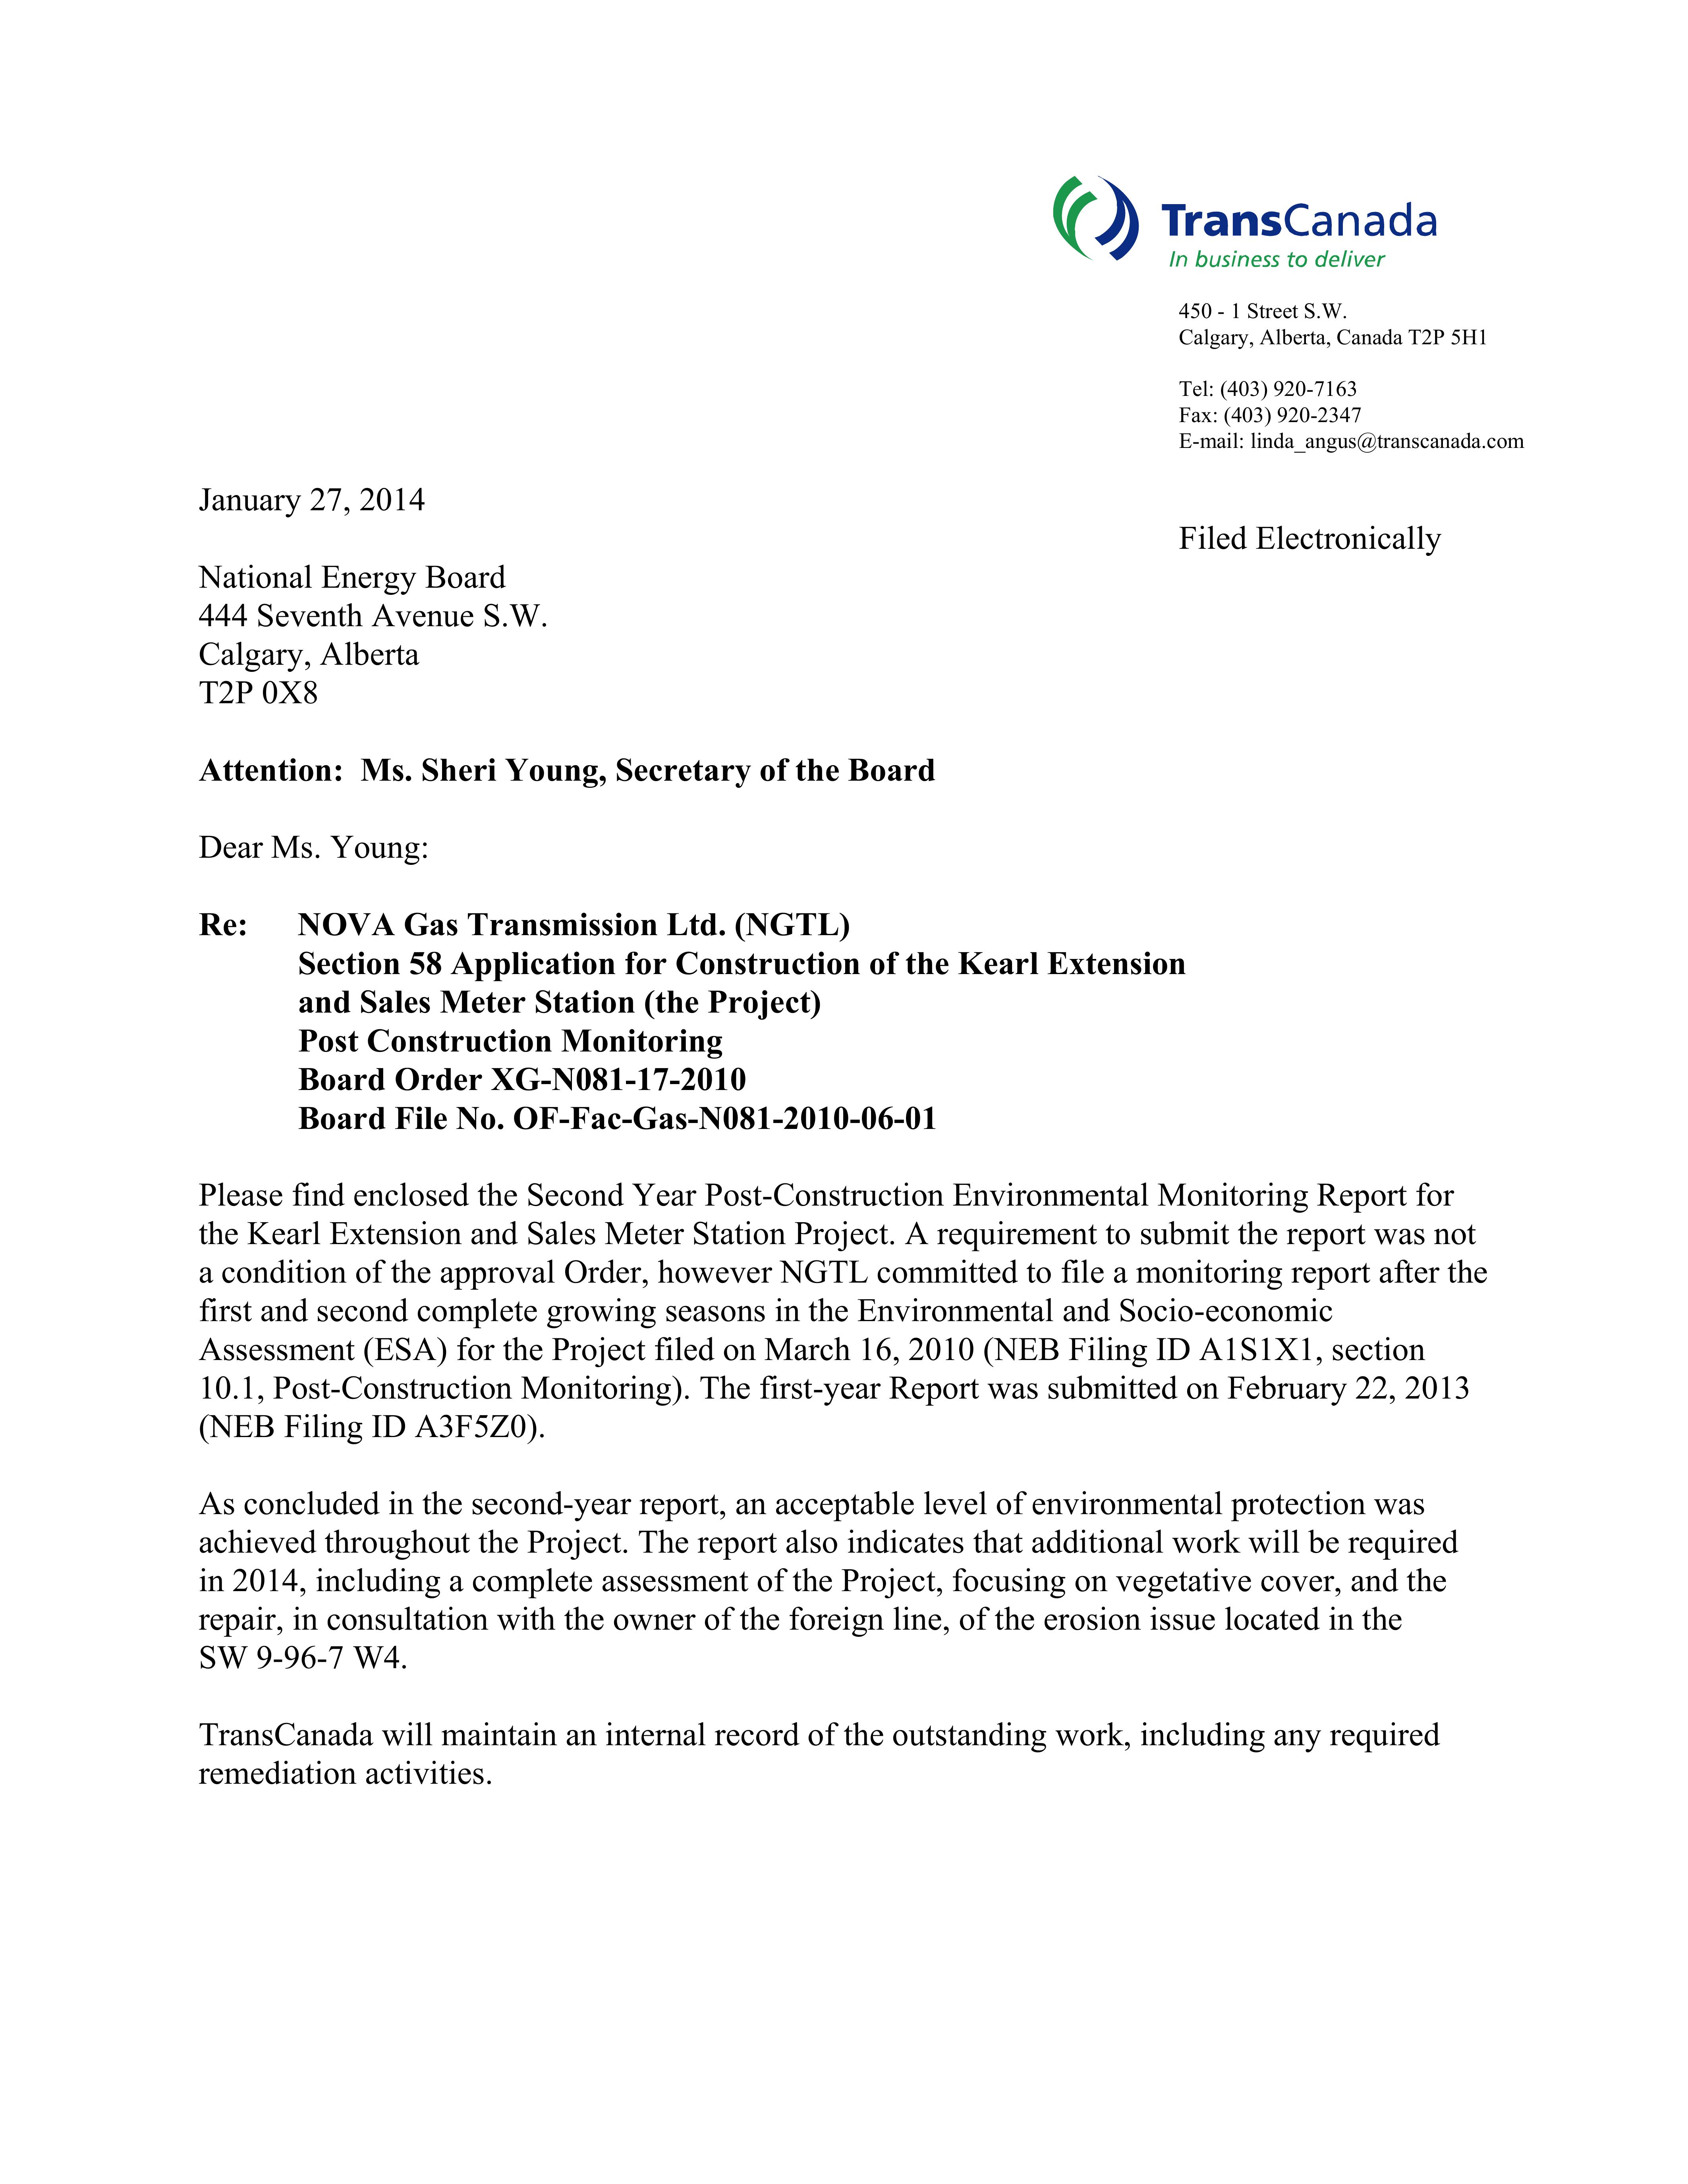 TransCanada
In business to deliver
450 - 1 Street S.W.
Calgary, Alberta, Canada T2P 5H1
Tel: (403) 920-7163
Fax: (403) 920-2347
E-mail: linda_angus@transcanada.com
January 27, 2014
Filed Electronically
National Energy Board
444 Seventh Avenue S.W.
Calgary, Alberta
T2P 0X8
Attention: Ms. Sheri Young, Secretary of the Board
Dear Ms. Young:
Re: NOVA Gas Transmission Ltd. (NGTL)
Section 58 Application for Construction of the Kearl Extension
and Sales Meter Station (the Project)
Post Construction Monitoring
Board Order XG-N081-17-2010
Board File No. OF-Fac-Gas-N081-2010-06-01
Please find enclosed the Second Year Post-Construction Environmental Monitoring Report for
the Kearl Extension and Sales Meter Station Project. A requirement to submit the report was not
a condition of the approval Order, however NGTL committed to file a monitoring report after the
first and second complete growing seasons in the Environmental and Socio-economic
Assessment (ESA) for the Project filed on March 16, 2010 (NEB Filing ID A1S1X1, section
10.1, Post-Construction Monitoring). The first-year Report was submitted on February 22, 2013
(NEB Filing ID A3F5Z0).
As concluded in the second-year report, an acceptable level of environmental protection was
achieved throughout the Project. The report also indicates that additional work will be required
in 2014, including a complete assessment of the Project, focusing on vegetative cover, and the
repair, in consultation with the owner of the foreign line, of the erosion issue located in the
SW 9-96-7 W4.
TransCanada will maintain an internal record of the outstanding work, including any required
remediation activities.